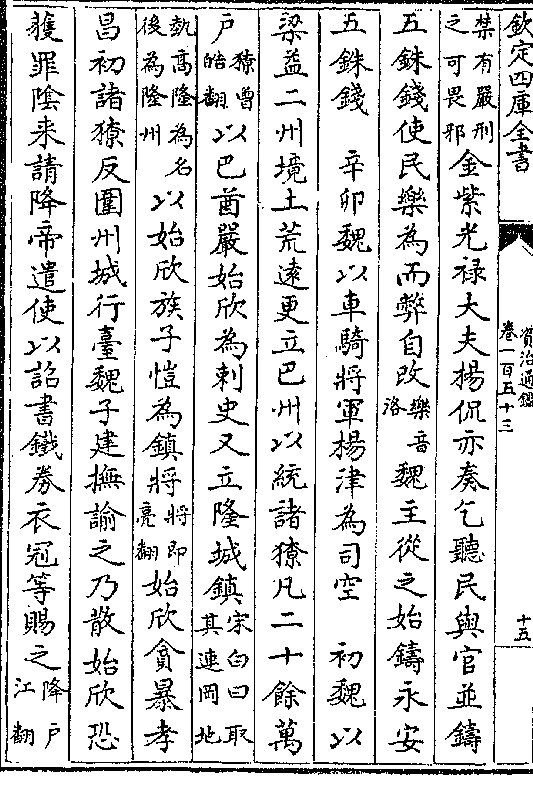 欽定四庫全書
資治通鑑
卷一百五十三
十五
禁有嚴刑之可畏邪金紫光禄大夫楊侃亦奏乞聽民與官並鑄
五銖錢使民樂為而弊自改樂音洛魏主從之始鑄永安
五銖錢　辛卯魏以車騎將軍楊津為司空　初魏以
梁益二州境土荒遠更立巴州以統諸獠凡二十餘萬
户獠魯皓翻以巴酋嚴始欣為刺史又立隆城鎮宋白曰取其連岡地
埶高隆為名後為隆州以始欣族子愷為鎮將將即亮翻始欣貪暴孝
昌初諸獠反圍州城行臺魏子建撫諭之乃散始欣恐
獲罪隂来請降帝遣使以詔書鐵券衣冠等賜之降户江翻